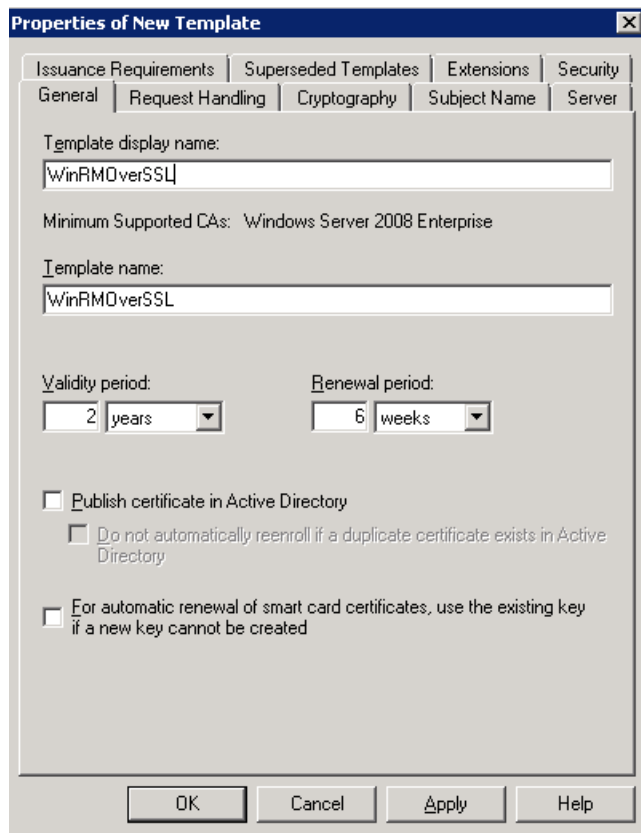 Properties of New Template
Issuance Requirements Superseded Templates Extensions Security
General Request Handling Cryptography Subject Name Server
Template display name:
WinRMOverSSL
Minimum Supported CAs: Windows Server 2008 Enterprise
Template name:
WinRMOverSSL
Validity period: Renewal period:
2 years 6 weeks
Publish certificate in Active Directory
Do not automatically reenroll if a duplicate certificate exists in Active
Directory
For automatic renewal of smart card certificates, use the existing key
if a new key cannot be created
OK Cancel Apply Help